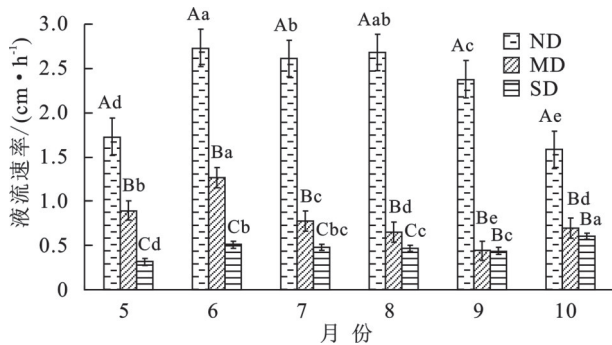 液流速率/(cm·h⁻¹)
3.0
2.5
2.0
1.5
1.0
0.5
0
Ad Bb Cd
Aa Ba Cb
Ab Bc Cbc
Aab Bd Cc
Ac Be Bc
Ae Bd Ba
ND
MD
SD
5 6 7 8 9 10
月份